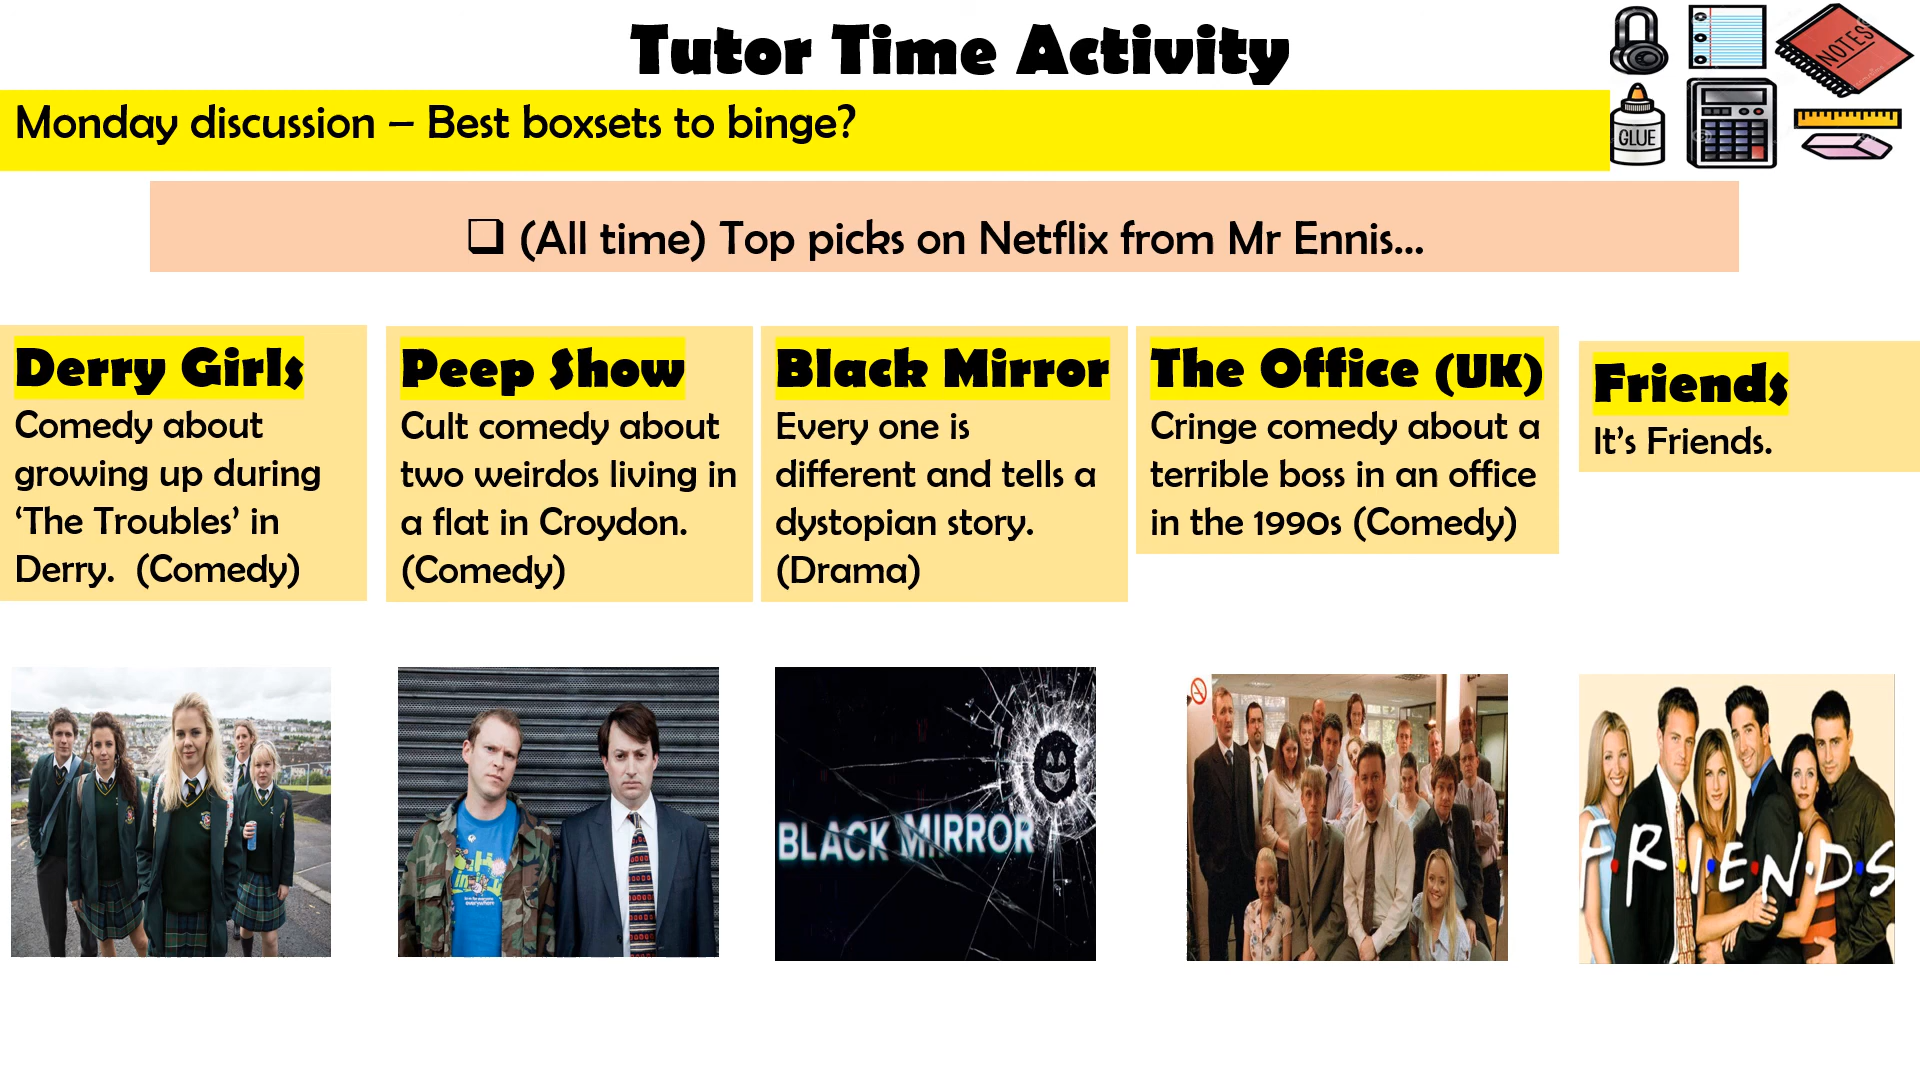 Tutor Time Activity
Monday discussion – Best boxsets to binge?
NOTES
GLUE
❑ (All time) Top picks on Netflix from Mr Ennis...
Derry Girls
Comedy about
growing up during
‘The Troubles’ in
Derry.  (Comedy)
Peep Show
Cult comedy about
two weirdos living in
a flat in Croydon.
(Comedy)
Black Mirror
Every one is
different and tells a
dystopian story.
(Drama)
The Office (UK)
Cringe comedy about a
terrible boss in an office
in the 1990s (Comedy)
Friends
It’s Friends.
BLACK MIRROR
F•R•I•E•N•D•S